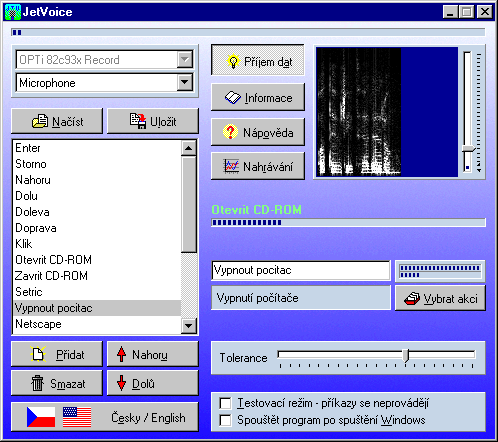 JetVoice
OPTi 82c93x Record
Microphone
Načíst
Uložit
Enter
Storno
Nahoru
Dolu
Doleva
Doprava
Klik
Otevrit CD-ROM
Zavrit CD-ROM
Setric
Vypnout pocitac
Netscape
Přidat
Nahoru
Smazat
Dolů
Česky / English
Příjem dat
Informace
Nápověda
Nahrávání
Otevrit CD-ROM
Vypnout pocitac
Vypnutí počítače
Vybrat akci
Tolerance
Testovací režim - příkazy se neprovádějí
Spouštět program po spuštění Windows